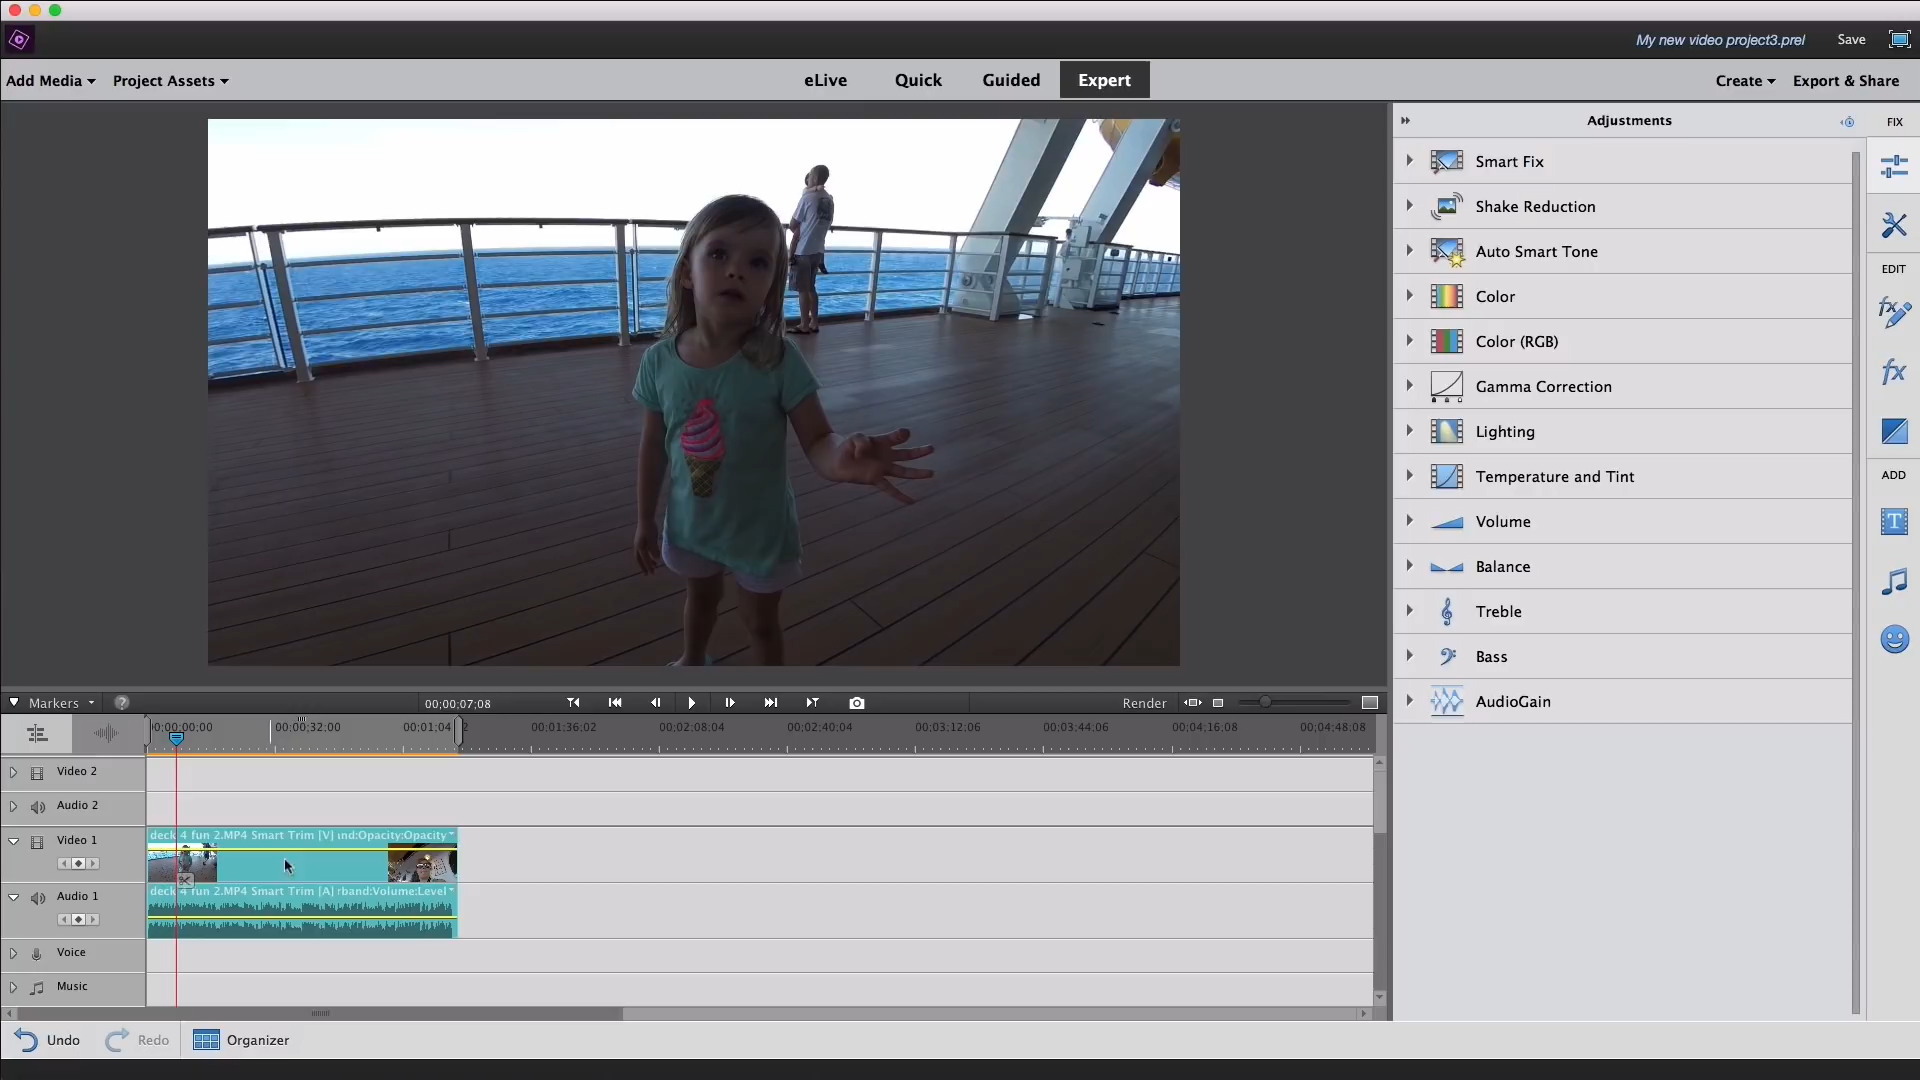 My new video project3.prel Save
Add Media Project Assets eLive Quick Guided Expert Create Export & Share
Adjustments FIX
Smart Fix
Shake Reduction
Auto Smart Tone
EDIT
Color
Color (RGB)
Gamma Correction
Lighting
Temperature and Tint
ADD
Volume
Balance
Treble
Bass
AudioGain
Markers 00;00;07;08 Render
00;00;00;00 00;00;32;00 00;01;04 2 00;01;36;02 00;02;08;04 00;02;40;04 00;03;12;06 00;03;44;06 00;04;16;08 00;04;48;08
Video 2
Audio 2
Video 1 deck 4 fun 2.MP4 Smart Trim [V] ınd:Opacity:Opacity
Audio 1 deck 4 fun 2.MP4 Smart Trim [A] rband:Volume:Level
Voice
Music
Undo Redo Organizer